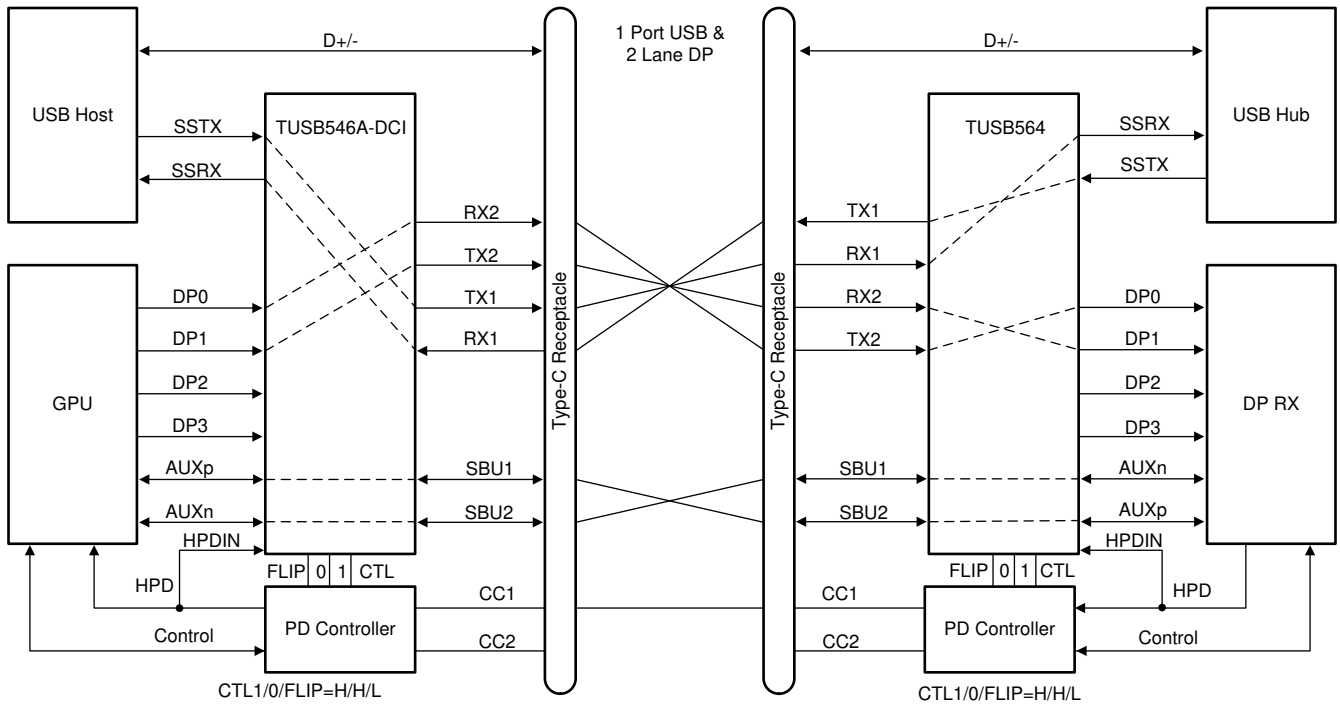 1 Port USB &
2 Lane DP
USB Host
D+/-
SSTX
SSRX
TUSB546A-DCI
RX2
TX2
TX1
RX1
GPU
DP0
DP1
DP2
DP3
AUXp
AUXn
HPDIN
SBU1
SBU2
HPD
Control
FLIP 0 1 CTL
PD Controller
CC1
CC2
CTL1/0/FLIP=H/H/L
Type-C Receptacle
Type-C Receptacle
D+/-
TUSB564
USB Hub
SSRX
SSTX
TX1
RX1
RX2
TX2
DP0
DP1
DP2
DP3
DP RX
SBU1
SBU2
AUXn
AUXp
HPDIN
FLIP 0 1 CTL
CC1
CC2
PD Controller
HPD
Control
CTL1/0/FLIP=H/H/L